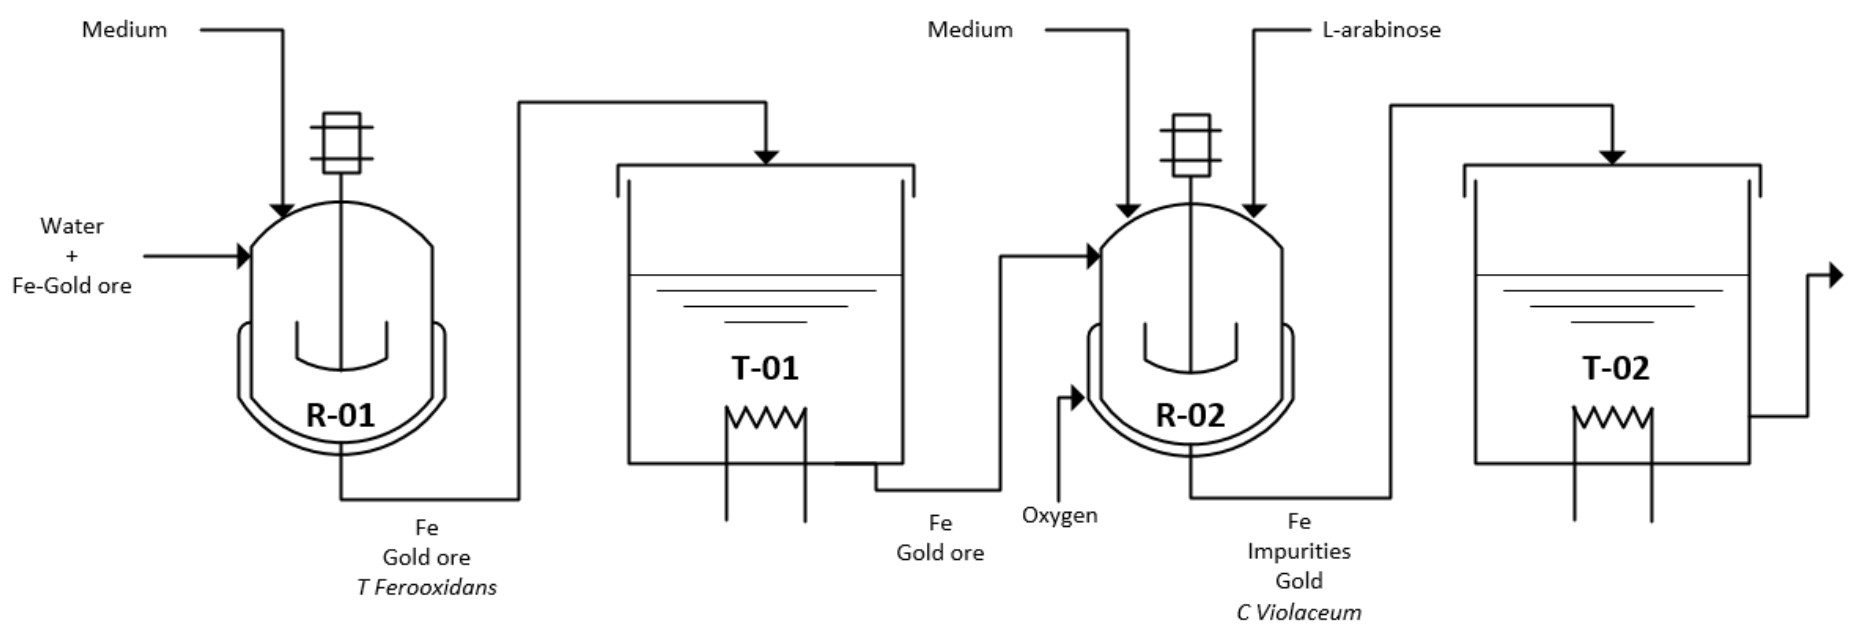 Medium
Medium
L-arabinose
Water
+
Fe-Gold ore
T-01
T-02
R-01
R-02
Oxygen
Fe
Gold ore
T Ferooxidans
Fe
Gold ore
Fe
Impurities
Gold
C Violaceum